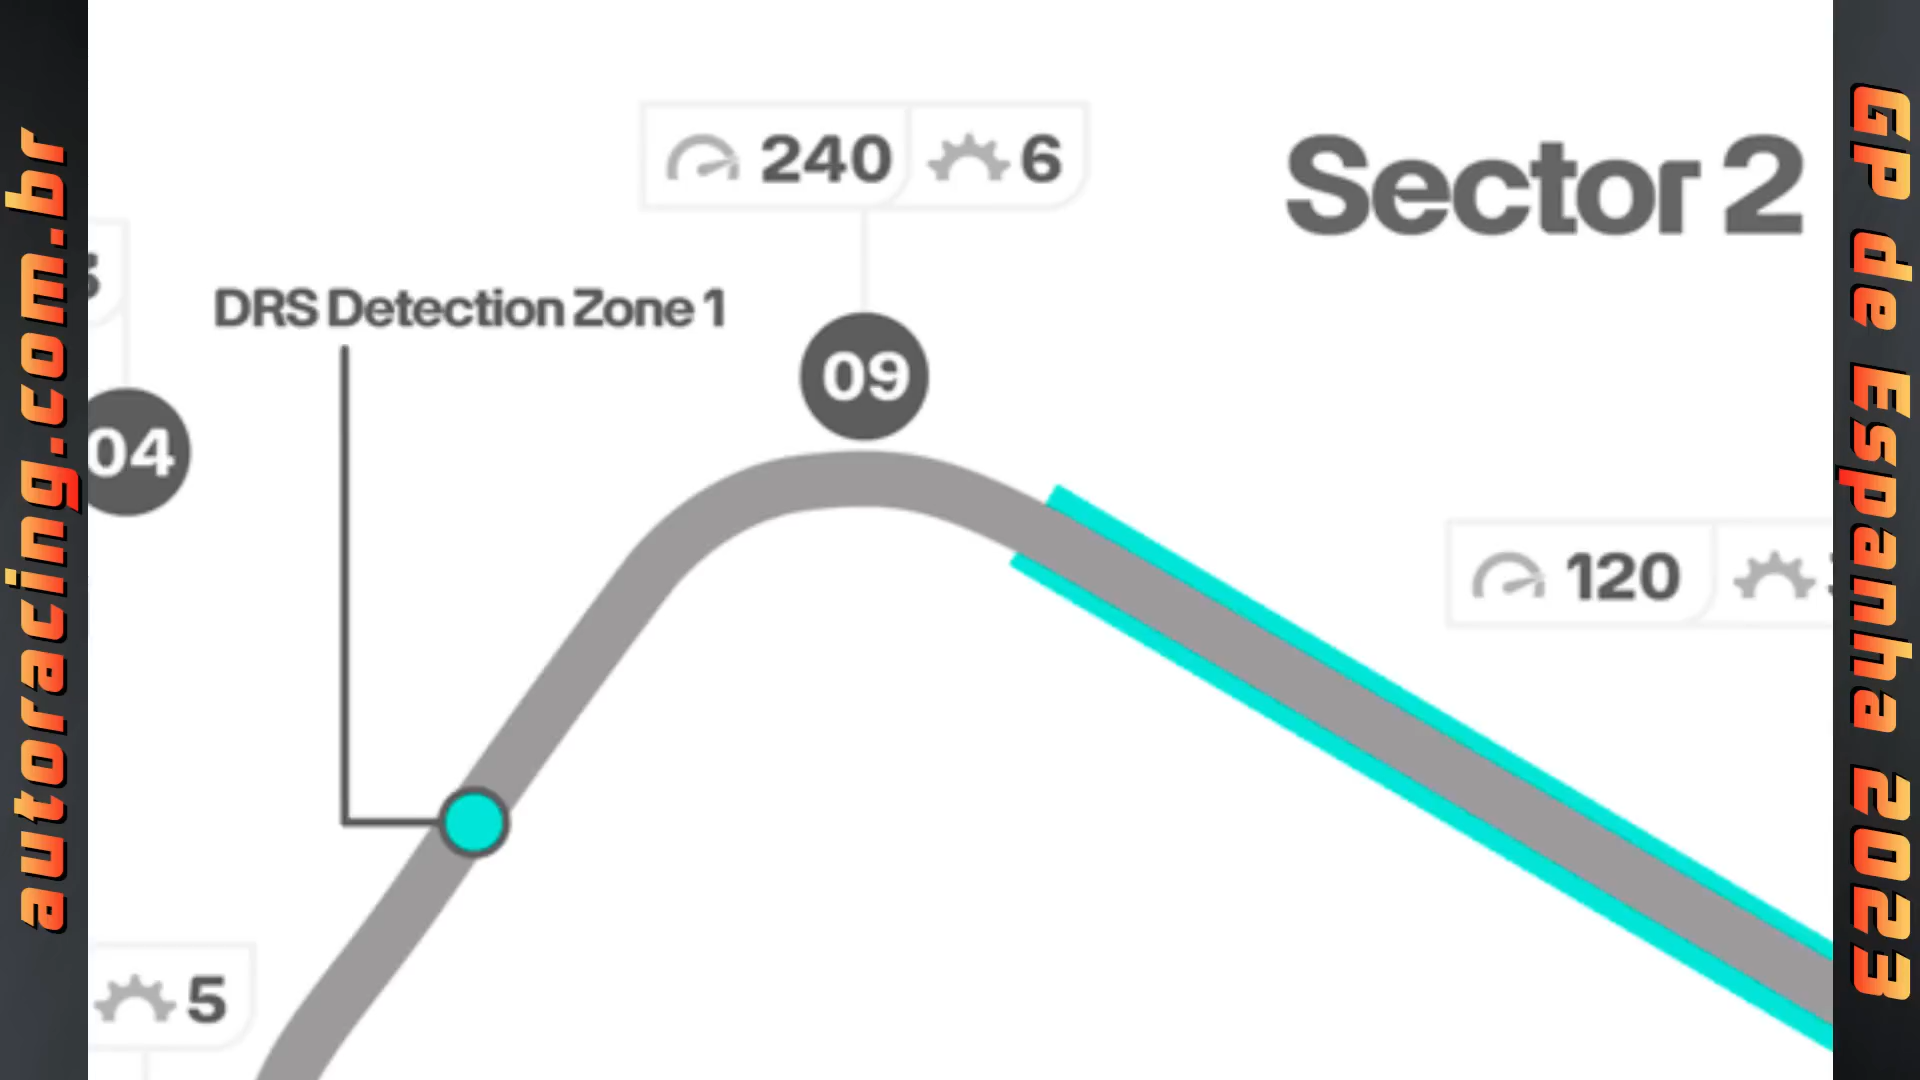 autoracing.com.br
240
6
Sector 2
DRS Detection Zone 1
09
04
120
5
GP de Espanha 2023